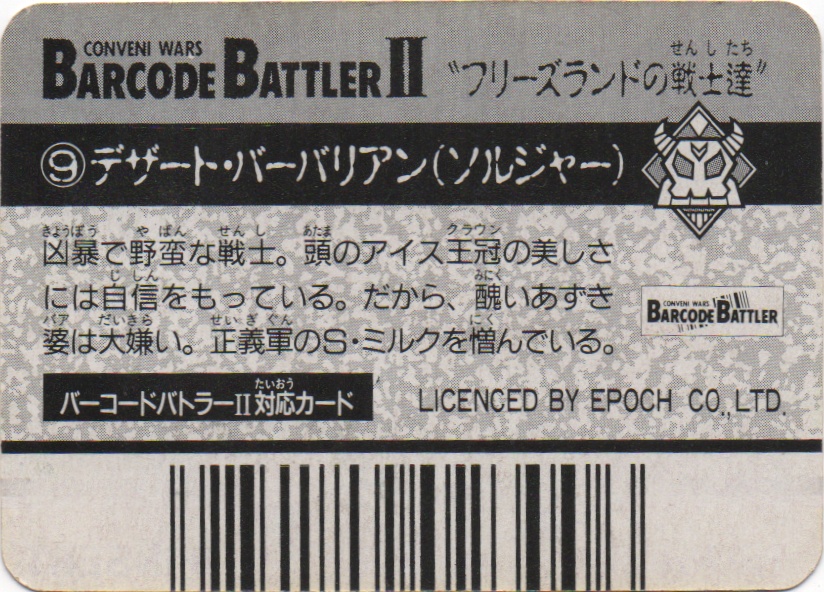 CONVENI WARS
BARCODE BATTLER II "フリーズランドの戦士達"
せんしたち
⑨デザート・バーバリアン(ソルジャー)
きょうぼう やばん せんし あたま クラウン
凶暴で野蛮な戦士。頭のアイス王冠の美しさ
じしん みにく
には自信をもっている。だから、醜いあずき
バア だいきら せいぎぐん にく
婆は大嫌い。正義軍のS・ミルクを憎んでいる。
CONVENI WARS
BARCODE BATTLER
たいおう
バーコードバトラーII対応カード
LICENCED BY EPOCH CO.,LTD.